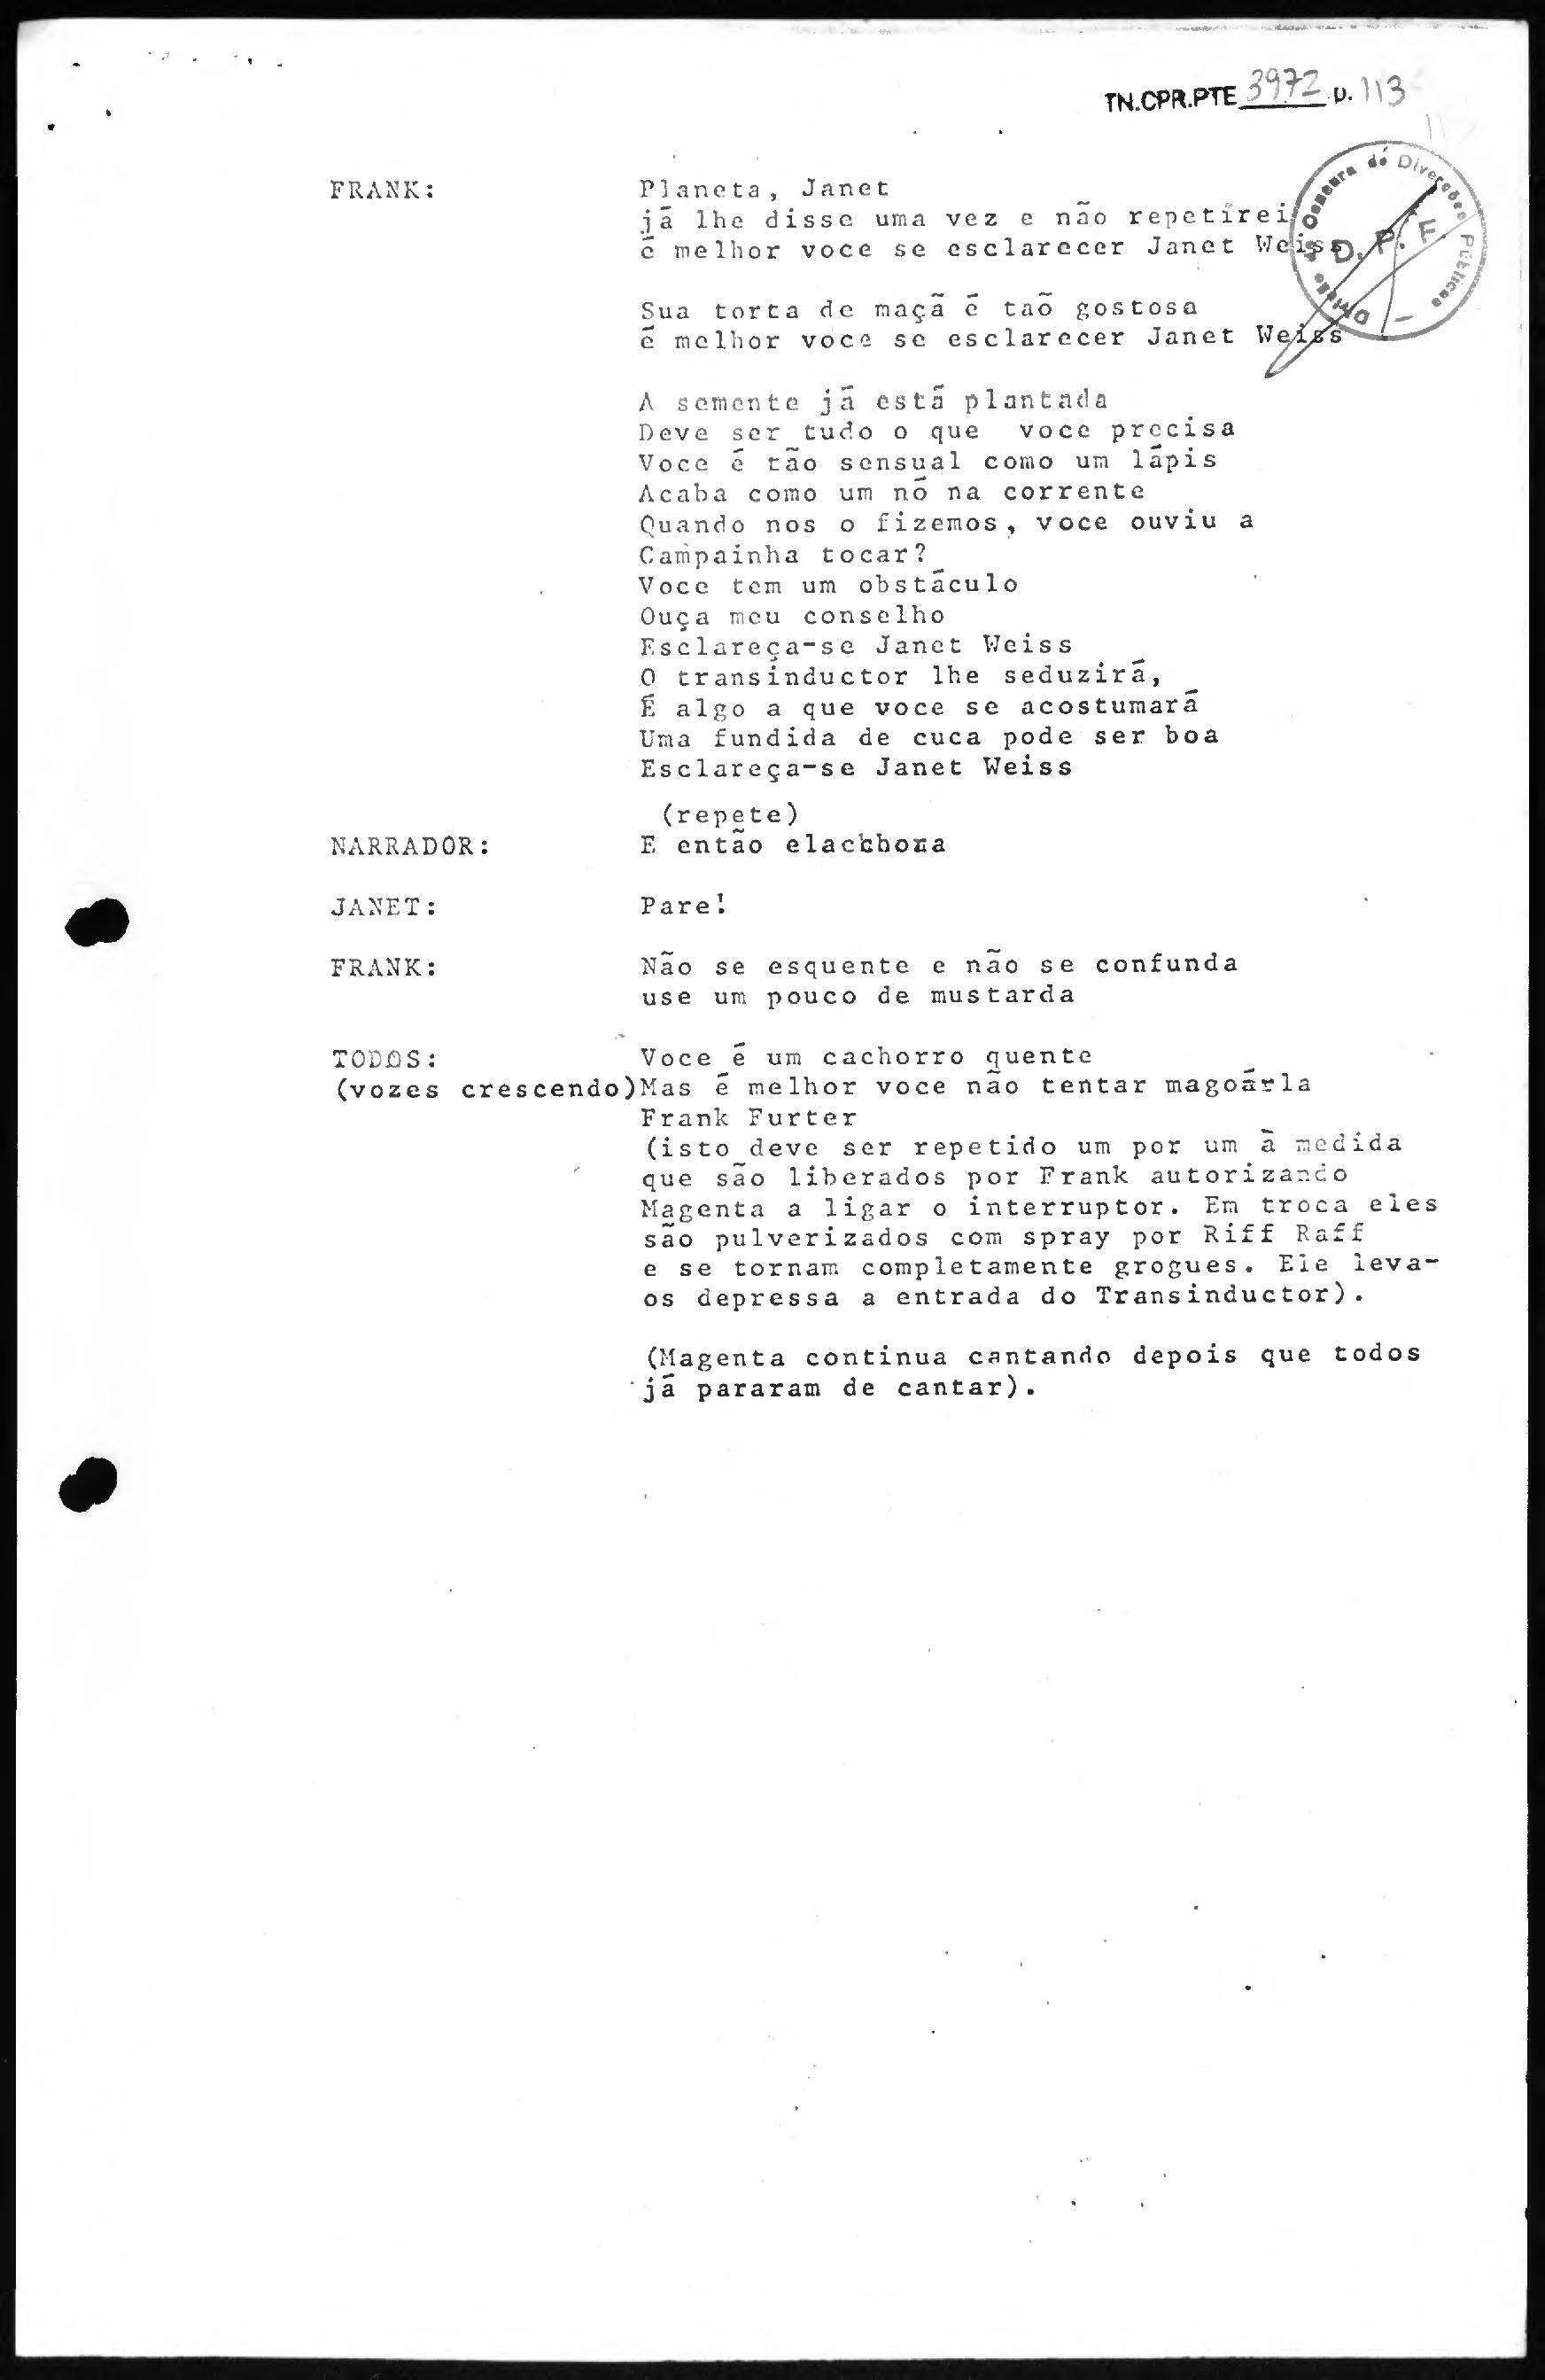 TN.CPR.PTE 3972 p. 113
Divisão de Censura de Diversões Públicas
D. P. F.
FRANK: Planeta, Janet
já lhe disse uma vez e não repetirei
é melhor voce se esclarecer Janet Weiss
Sua torta de maçã é taõ gostosa
é melhor voce se esclarecer Janet Weiss
A semente já está plantada
Deve ser tudo o que voce precisa
Voce é tão sensual como um lápis
Acaba como um nó na corrente
Quando nos o fizemos, voce ouviu a
Campainha tocar?
Voce tem um obstáculo
Ouça meu conselho
Esclareça-se Janet Weiss
O transinductor lhe seduzirá,
É algo a que voce se acostumará
Uma fundida de cuca pode ser boa
Esclareça-se Janet Weiss
(repete)
NARRADOR: E então
JANET: Pare!
FRANK: Não se esquente e não se confunda
use um pouco de mustarda
TODOS: Voce é um cachorro quente
(vozes crescendo) Mas é melhor voce não tentar
Frank Furter
(isto deve ser repetido um por um à medida
que são liberados por Frank autorizando
Magenta a ligar o interruptor. Em troca eles
são pulverizados com spray por Riff Raff
e se tornam completamente grogues. Ele leva-
os depressa a entrada do Transinductor).
(Magenta continua cantando depois que todos
já pararam de cantar).